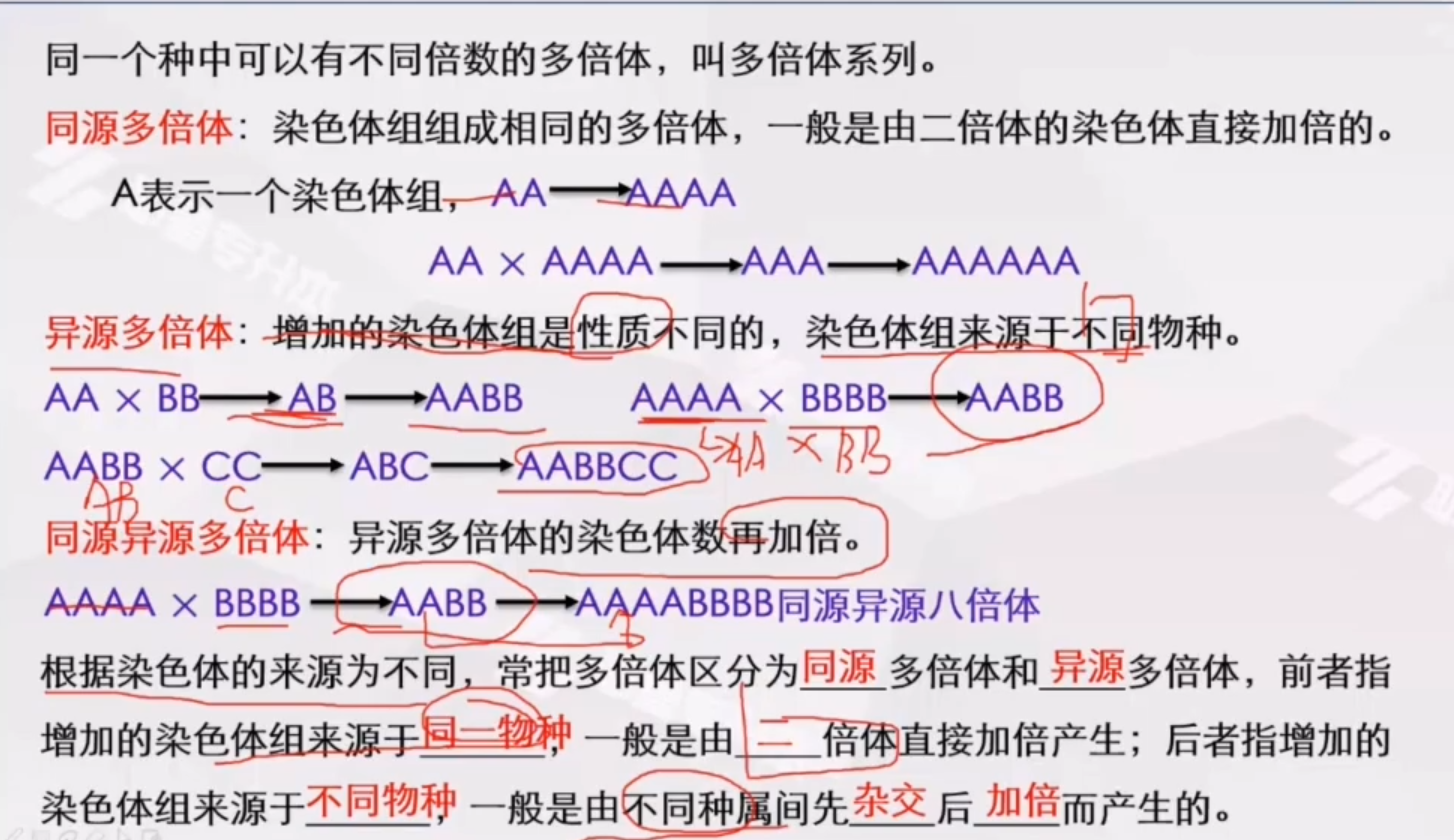 同一个种中可以有不同倍数的多倍体，叫多倍体系列。
同源多倍体：染色体组组成相同的多倍体，一般是由二倍体的染色体直接加倍的。
A表示一个染色体组，AA→AAAA
AA × AAAA→AAA→AAAAAA
异源多倍体：增加的染色体组是性质不同的，染色体组来源于不同物种。
AA × BB→AB→AABB AAAA × BBBB→AABB
AA × BB
AABB × CC→ABC→AABBCC
AB C
同源异源多倍体：异源多倍体的染色体数再加倍。
AAAA × BBBB→AABB→AAAABBBB同源异源八倍体
根据染色体的来源为不同，常把多倍体区分为同源多倍体和异源多倍体，前者指
增加的染色体组来源于同一物种，一般是由二倍体直接加倍产生；后者指增加的
染色体组来源于不同物种，一般是由不同种属间先杂交后加倍而产生的。